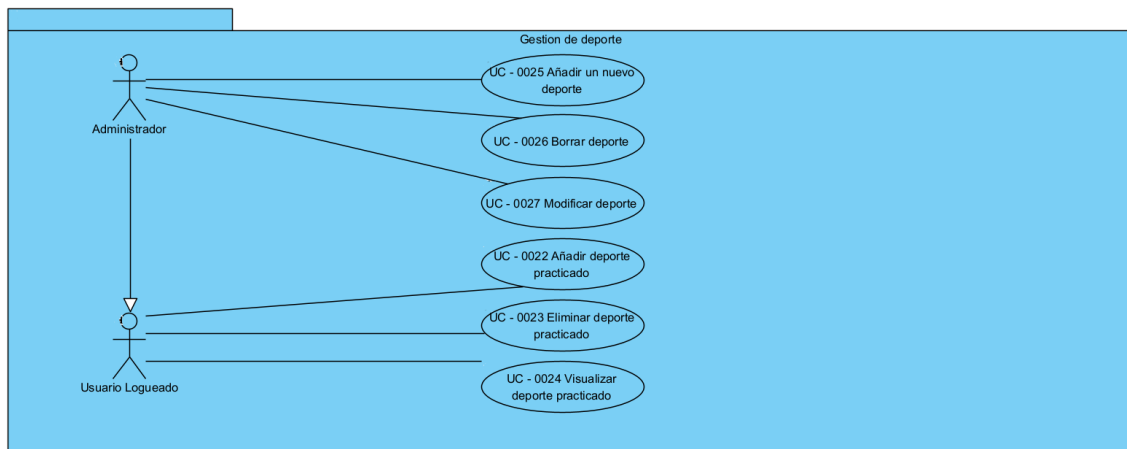 Gestion de deporte
UC - 0025 Añadir un nuevo
deporte
Administrador
UC - 0026 Borrar deporte
UC - 0027 Modificar deporte
UC - 0022 Añadir deporte
practicado
UC - 0023 Eliminar deporte
practicado
Usuario Logueado
UC - 0024 Visualizar
deporte practicado